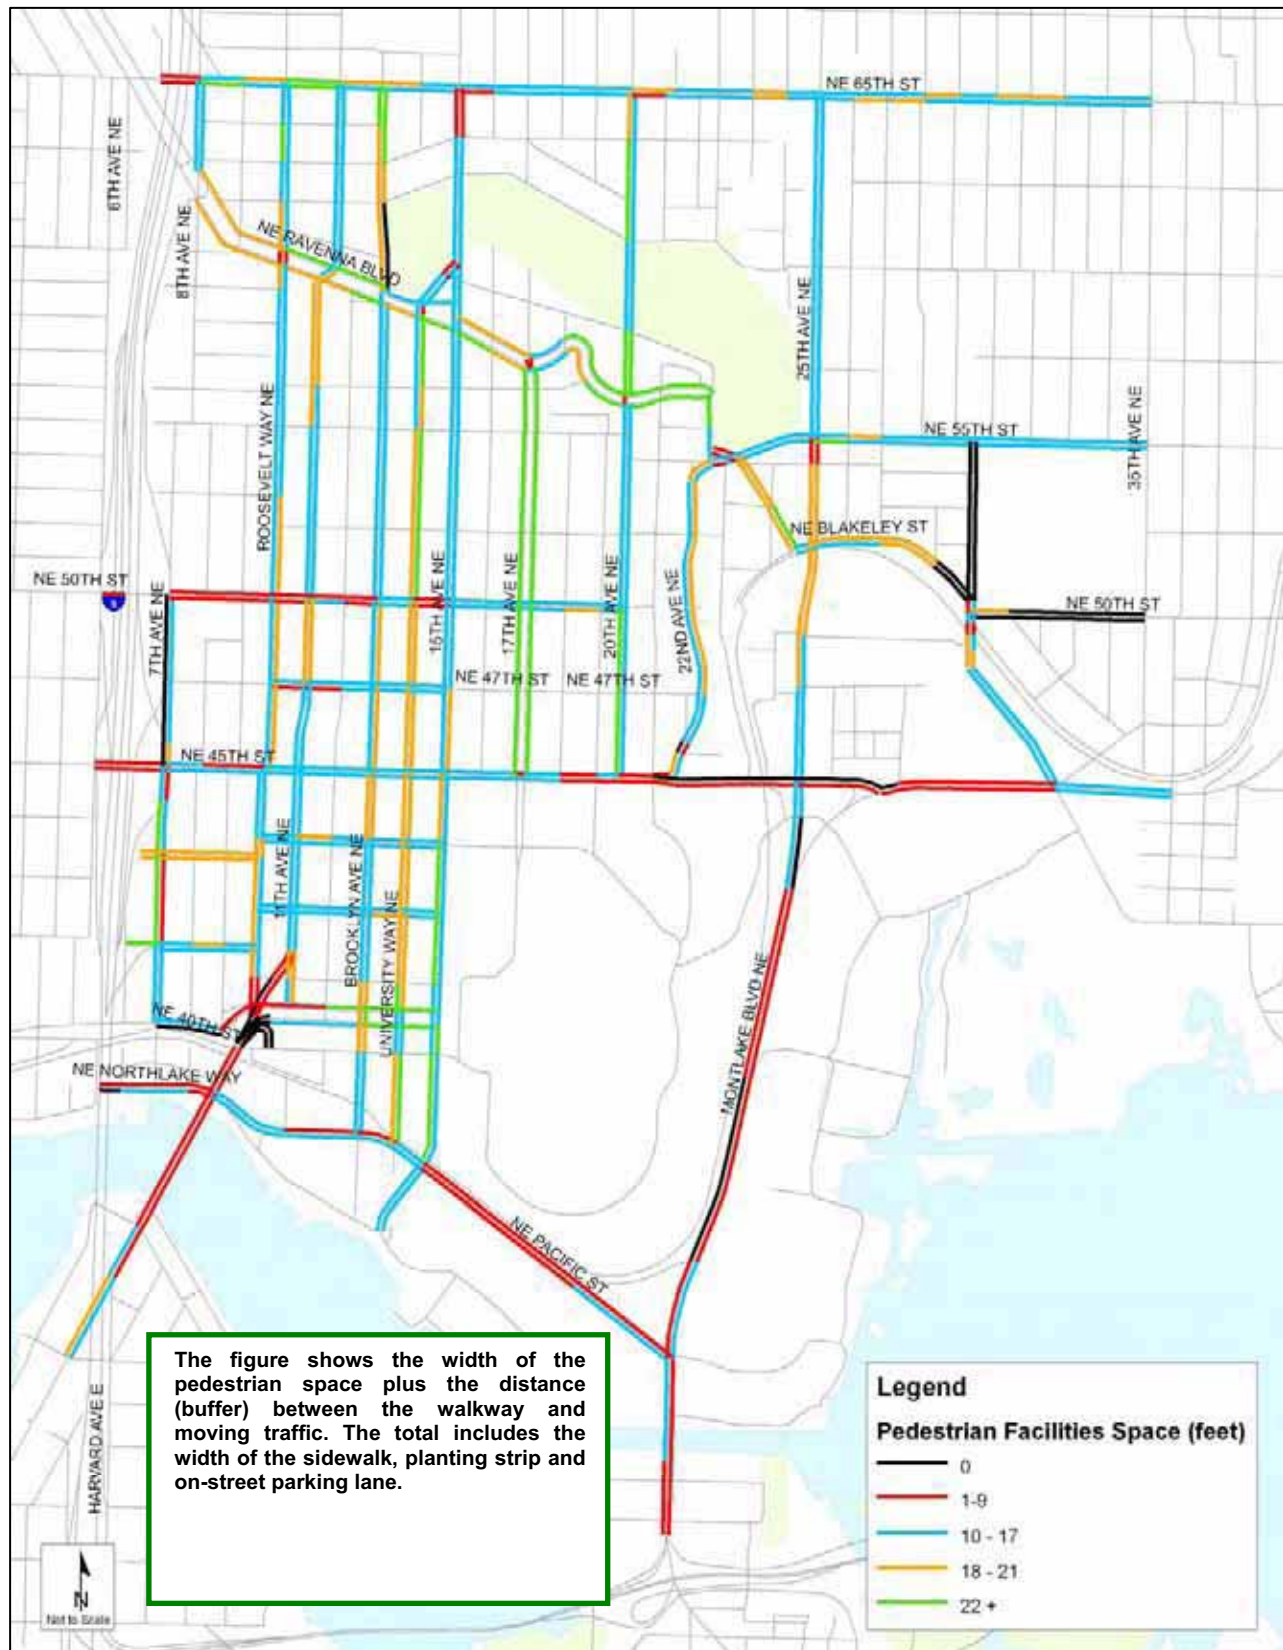 NE 65TH ST
6TH AVE NE
8TH AVE NE
NE RAVENNA BLVD
25TH AVE NE
ROOSEVELT WAY NE
NE 55TH ST
35TH AVE NE
NE BLAKELEY ST
NE 50TH ST
5
7TH AVE NE
15TH AVE NE
17TH AVE NE
20TH AVE NE
22ND AVE NE
NE 50TH ST
NE 47TH ST
NE 47TH ST
NE 45TH ST
11TH AVE NE
BROOKLYN AVE NE
UNIVERSITY WAY NE
MONTLAKE BLVD NE
NE 40TH ST
NE NORTHLAKE WAY
NE PACIFIC ST
HARVARD AVE E
The figure shows the width of the
pedestrian space plus the distance
(buffer) between the walkway and
moving traffic. The total includes the
width of the sidewalk, planting strip and
on-street parking lane.
Legend
Pedestrian Facilities Space (feet)
0
1-9
10 - 17
18 - 21
22 +
N
Not to Scale